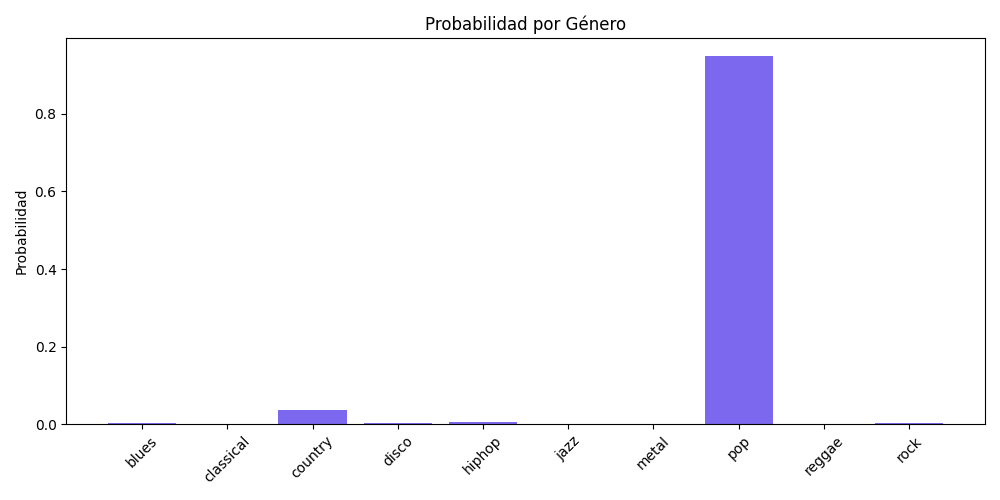 Probabilidad por Género
Probabilidad
0.8
0.6
0.4
0.2
0.0
blues
classical
country
disco
hiphop
jazz
metal
pop
reggae
rock